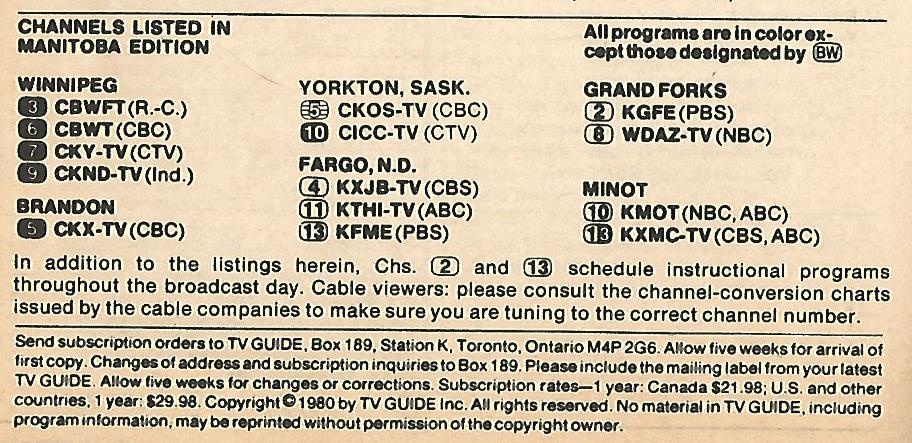 CHANNELS LISTED IN
MANITOBA EDITION
WINNIPEG
3 CBWFT (R.-C.)
6 CBWT (CBC)
7 CKY-TV (CTV)
9 CKND-TV (Ind.)
BRANDON
5 CKX-TV (CBC)
YORKTON, SASK.
5 CKOS-TV (CBC)
10 CICC-TV (CTV)
FARGO, N.D.
4 KXJB-TV (CBS)
11 KTHI-TV (ABC)
13 KFME (PBS)
All programs are in color ex-
cept those designated by BW
GRAND FORKS
2 KGFE (PBS)
8 WDAZ-TV (NBC)
MINOT
10 KMOT (NBC, ABC)
13 KXMC-TV (CBS, ABC)
In addition to the listings herein, Chs. 2 and 13 schedule instructional programs
throughout the broadcast day. Cable viewers: please consult the channel-conversion charts
issued by the cable companies to make sure you are tuning to the correct channel number.
Send subscription orders to TV GUIDE, Box 189, Station K, Toronto, Ontario M4P 2G6. Allow five weeks for arrival of
first copy. Changes of address and subscription inquiries to Box 189. Please include the mailing label from your latest
TV GUIDE. Allow five weeks for changes or corrections. Subscription rates—1 year: Canada $21.98; U.S. and other
countries, 1 year: $29.98. Copyright © 1980 by TV GUIDE Inc. All rights reserved. No material in TV GUIDE, including
program information, may be reprinted without permission of the copyright owner.